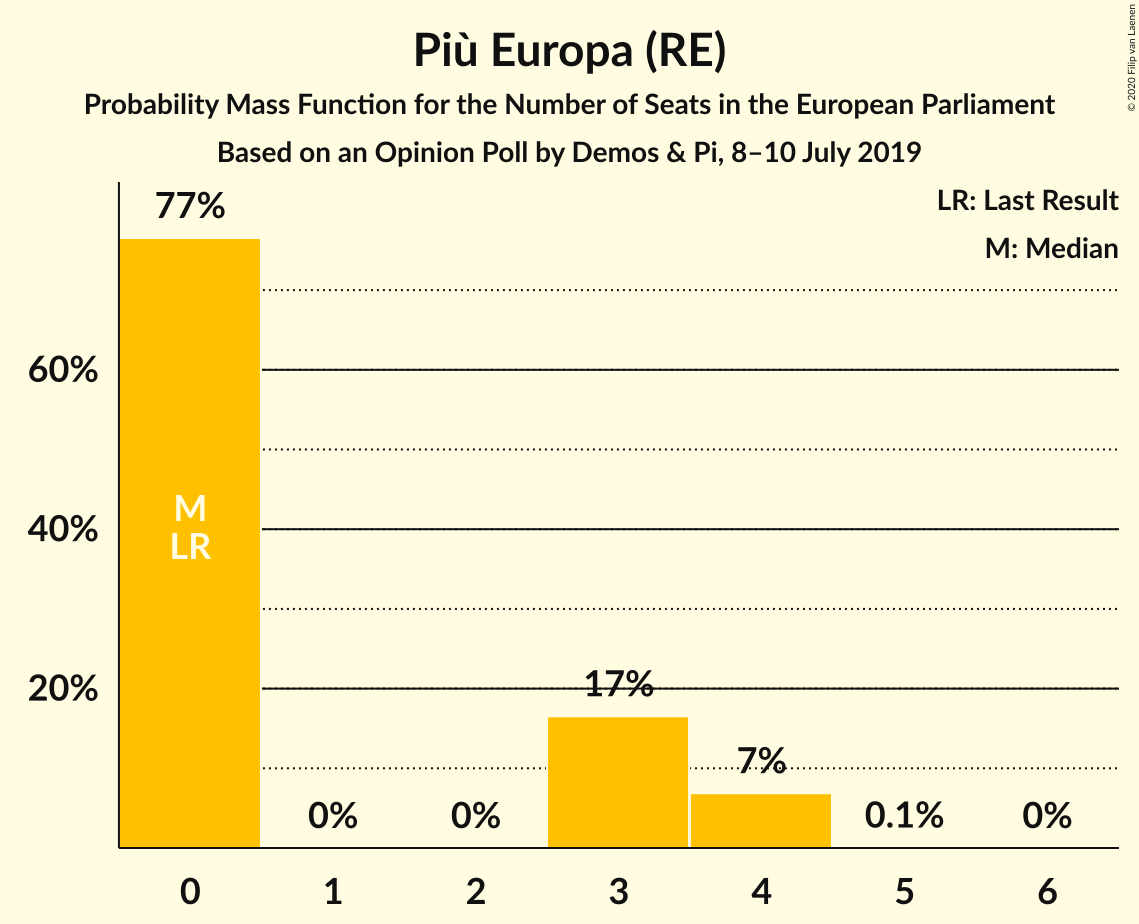 Più Europa (RE)
Probability Mass Function for the Number of Seats in the European Parliament
Based on an Opinion Poll by Demos & Pi, 8–10 July 2019
© 2020 Filip van Laenen
LR: Last Result
M: Median
77%
60%
M
40%
LR
20%
17%
7%
0%
0%
0.1%
0%
0 1 2 3 4 5 6